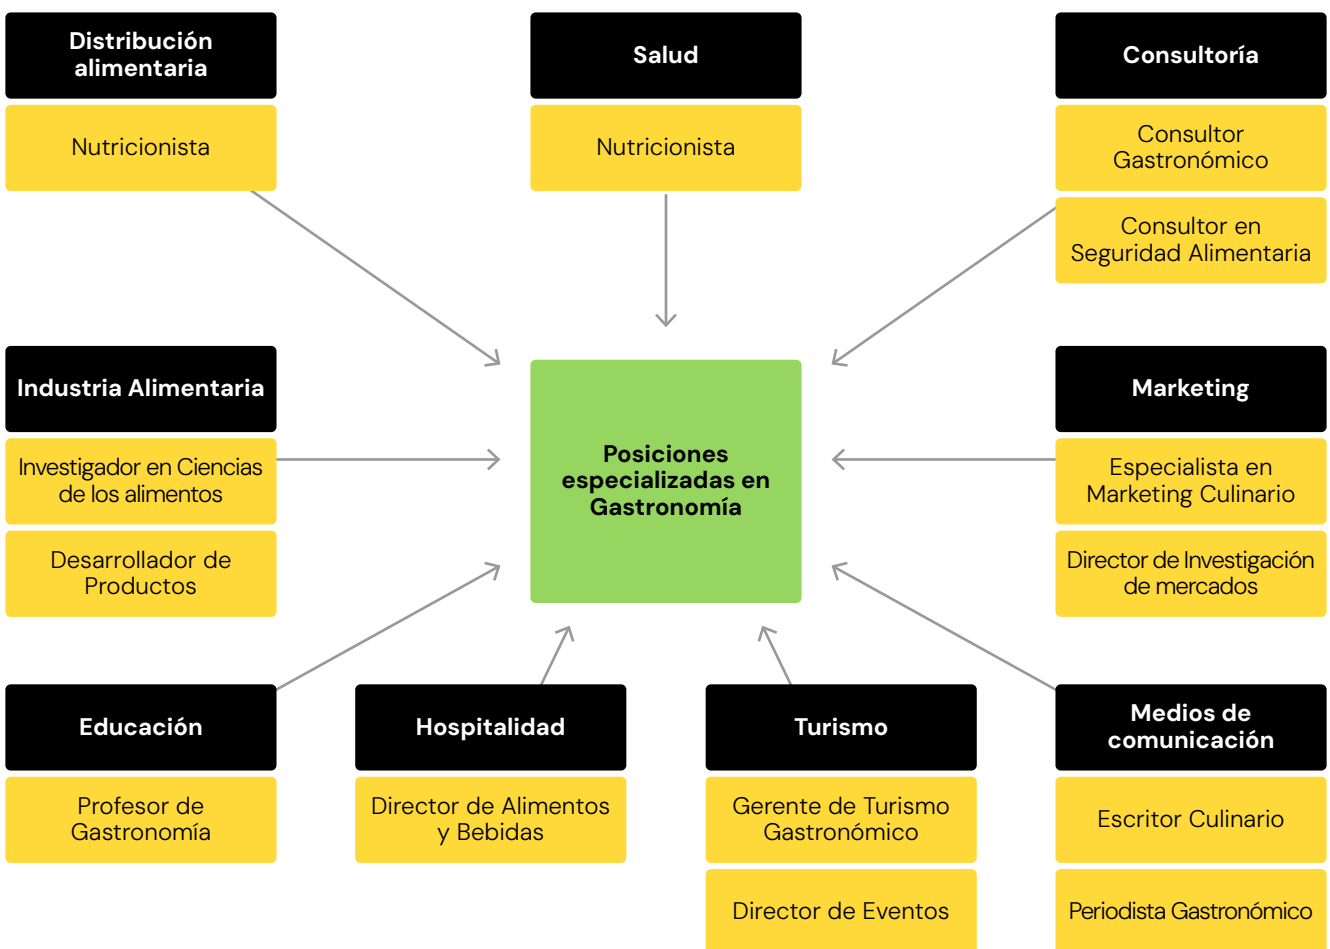 Distribución
alimentaria
Nutricionista
Salud
Nutricionista
Consultoría
Consultor
Gastronómico
Consultor en
Seguridad Alimentaria
Industria Alimentaria
Investigador en Ciencias
de los alimentos
Desarrollador de
Productos
Posiciones
especializadas en
Gastronomía
Marketing
Especialista en
Marketing Culinario
Director de Investigación
de mercados
Educación
Profesor de
Gastronomía
Hospitalidad
Director de Alimentos
y Bebidas
Turismo
Gerente de Turismo
Gastronómico
Director de Eventos
Medios de
comunicación
Escritor Culinario
Periodista Gastronómico